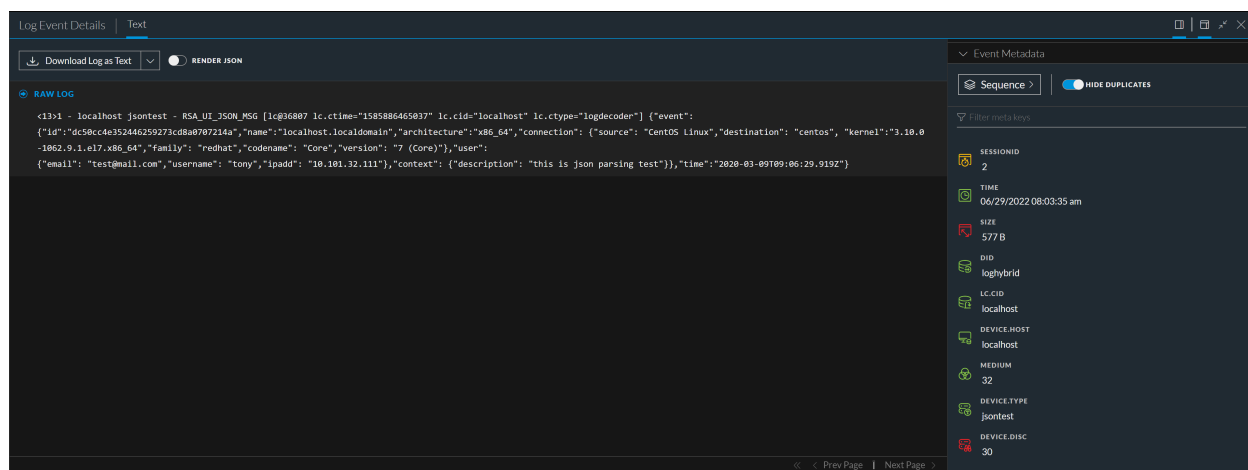 Log Event Details | Text
Download Log as Text
RENDER JSON
RAW LOG
<13>1 - localhost jsontest - RSA_UI_JSON_MSG [lc@36807 lc.ctime="1585886465037" lc.cid="localhost" lc.ctype="logdecoder"] {"event":
{"id":"dc50cc4e352446259273cd8a0707214a","name":"localhost.localdomain","architecture":"x86_64","connection": {"source": "CentOS Linux","destination": "centos", "kernel":"3.10.0
-1062.9.1.el7.x86_64","family": "redhat","codename": "Core","version": "7 (Core)"},"user":
{"email": "test@mail.com","username": "tony","ipadd": "10.101.32.111"},"context": {"description": "this is json parsing test"}},"time":"2020-03-09T09:06:29.919Z"}
« < Prev Page | Next Page >
Event Metadata
Sequence >
HIDE DUPLICATES
Filter meta keys
SESSIONID
2
TIME
06/29/2022 08:03:35 am
SIZE
577 B
DID
loghybrid
LC.CID
localhost
DEVICE.HOST
localhost
MEDIUM
32
DEVICE.TYPE
jsontest
DEVICE.DISC
30